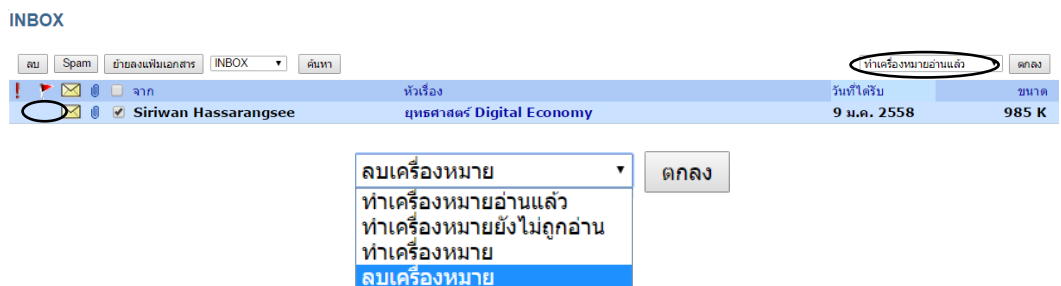 INBOX
ลบ Spam ย้ายลงแฟ้มเอกสาร INBOX ค้นหา ทำเครื่องหมายอ่านแล้ว ตกลง
จาก หัวเรื่อง วันที่ได้รับ ขนาด
Siriwan Hassarangsee ยุทธศาสตร์ Digital Economy 9 ม.ค. 2558 985 K
ลบเครื่องหมาย ตกลง
ทำเครื่องหมายอ่านแล้ว
ทำเครื่องหมายยังไม่ถูกอ่าน
ทำเครื่องหมาย
ลบเครื่องหมาย